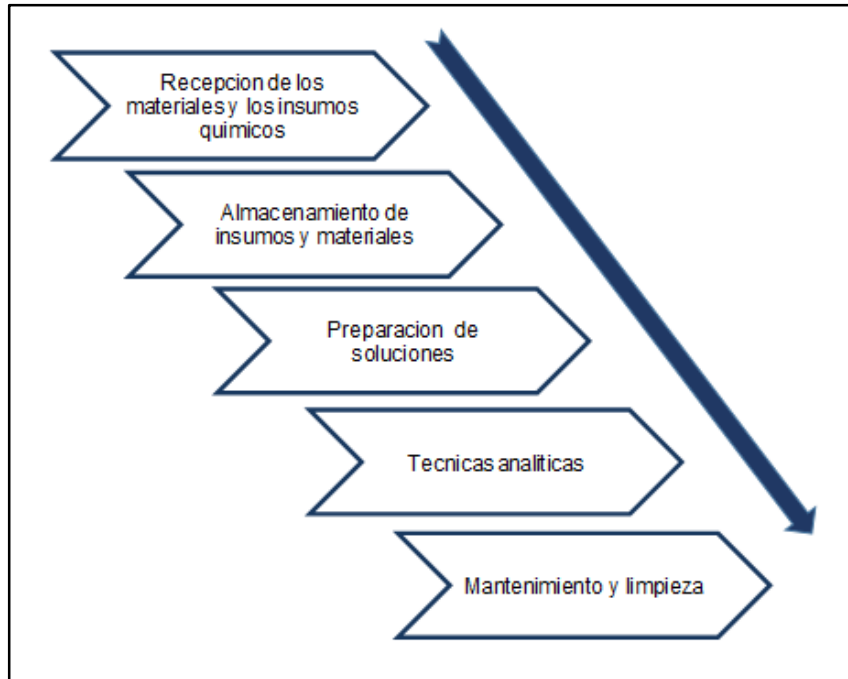 Recepcion de los
materiales y los insumos
quimicos
Almacenamiento de
insumos y materiales
Preparacion de
soluciones
Tecnicas analiticas
Mantenimiento y limpieza